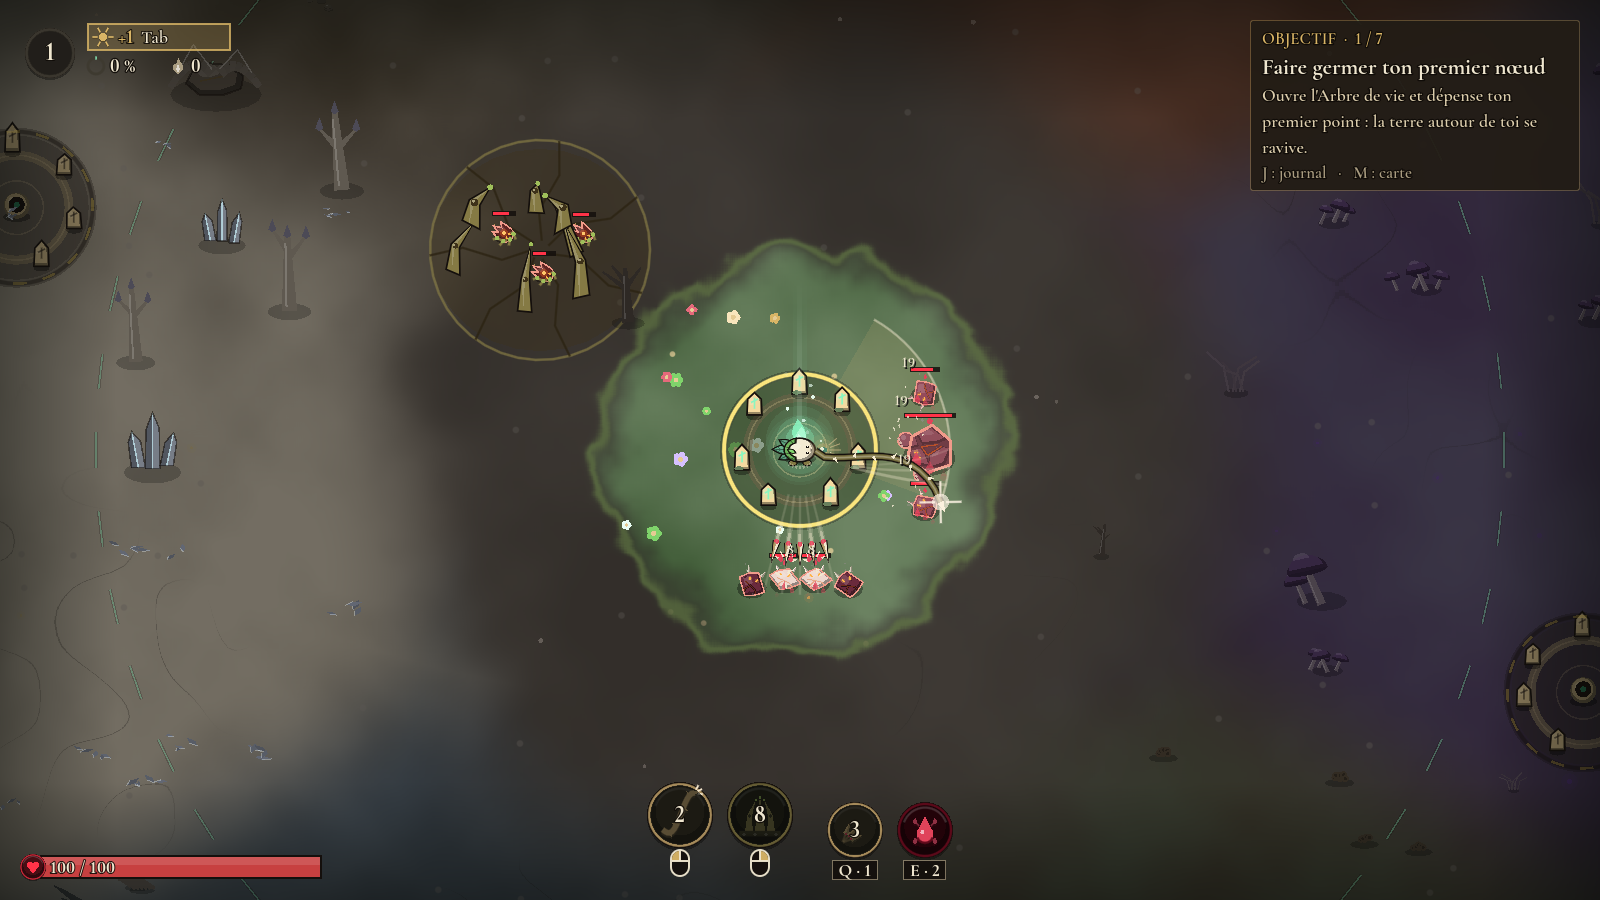 1
+1 Tab
0 %
0
OBJECTIF · 1 / 7
Faire germer ton premier nœud
Ouvre l'Arbre de vie et dépense ton
premier point : la terre autour de toi se
ravive.
J : journal · M : carte
19
19
19
2
8
3
Q · 1
E · 2
100 / 100